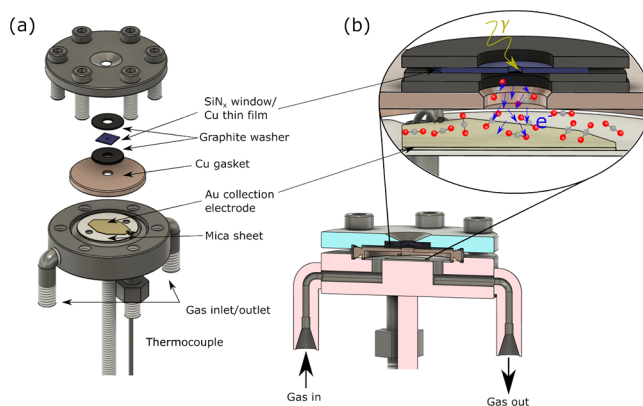 (a)
SiNx window/
Cu thin film
Graphite washer
Cu gasket
Au collection
electrode
Mica sheet
Gas inlet/outlet
Thermocouple
(b)
γ
e-
Gas in
Gas out